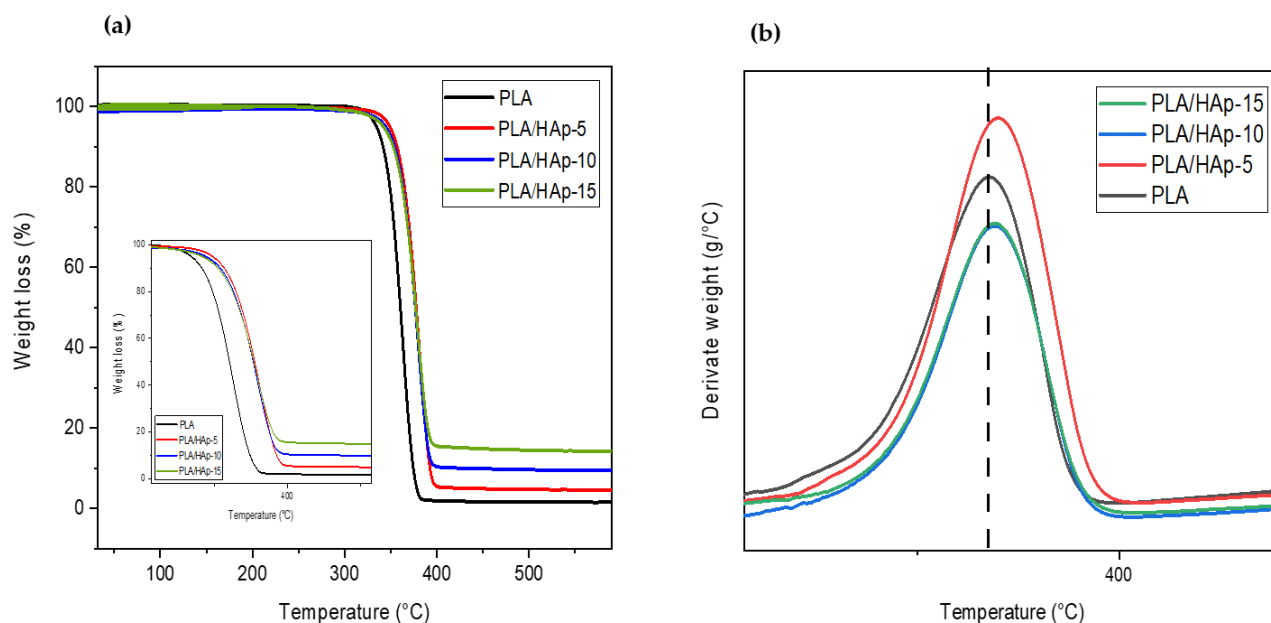 (a)
Weight loss (%)
100
80
60
40
20
0
PLA
PLA/HAp-5
PLA/HAp-10
PLA/HAp-15
Weight loss (%)
100
80
60
40
20
0
PLA
PLA/HAp-5
PLA/HAp-10
PLA/HAp-15
400
Temperature (ºC)
100 200 300 400 500
Temperature (°C)
(b)
Derivate weight (g/°C)
PLA/HAp-15
PLA/HAp-10
PLA/HAp-5
PLA
400
Temperature (°C)